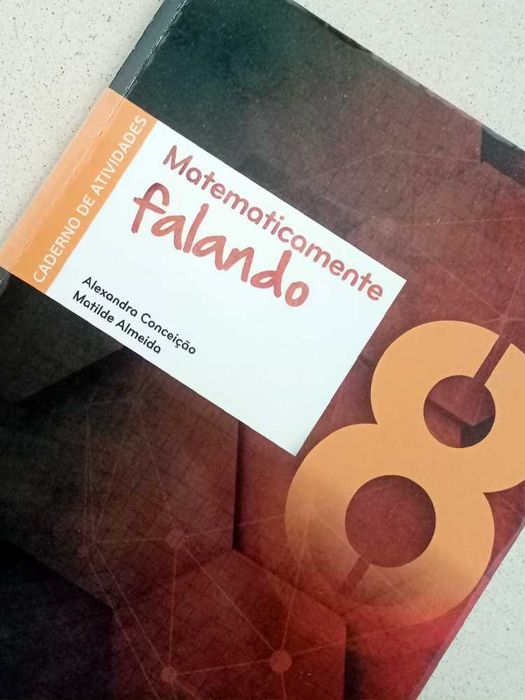 CADERNO DE ATIVIDADES
Matematicamente
falando
Alexandra Conceição
Matilde Almeida
8